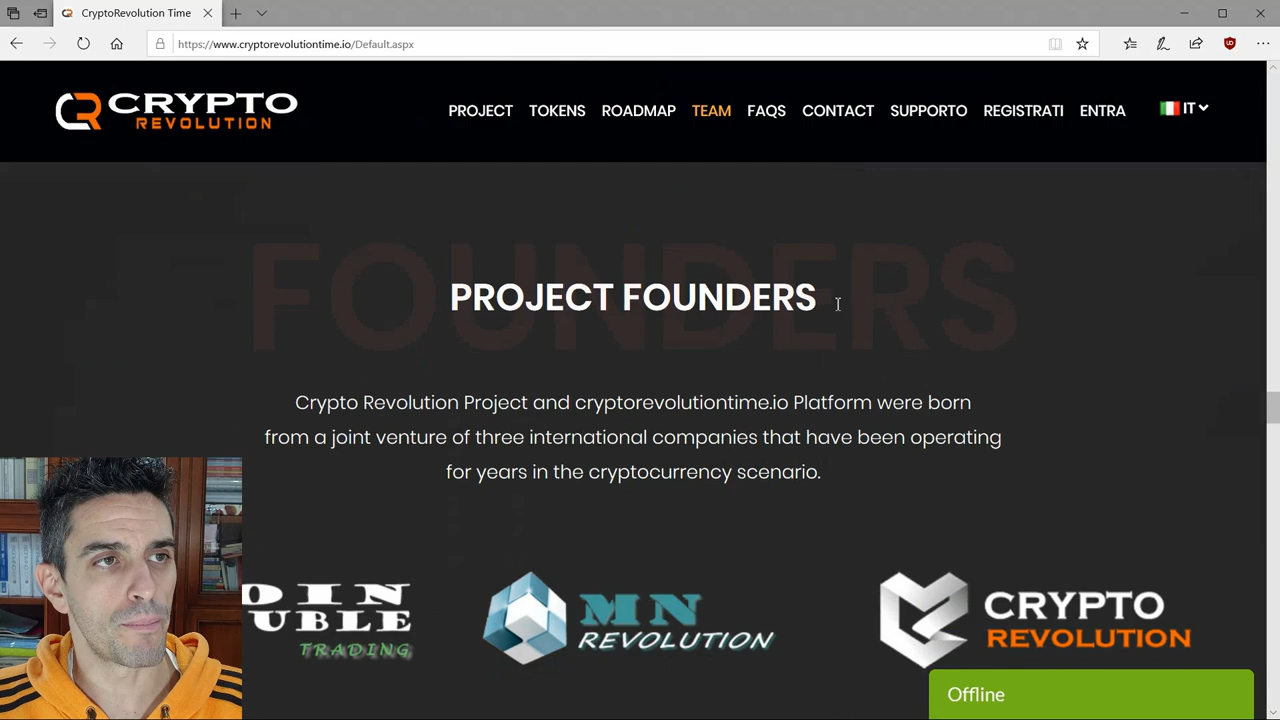 CryptoRevolution Time
https://www.cryptorevolutiontime.io/Default.aspx
CRYPTO
REVOLUTION
PROJECT TOKENS ROADMAP TEAM FAQS CONTACT SUPPORTO REGISTRATI ENTRA IT
FOUNDERS
PROJECT FOUNDERS
Crypto Revolution Project and cryptorevolutiontime.io Platform were born
from a joint venture of three international companies that have been operating
for years in the cryptocurrency scenario.
MN
REVOLUTION
CRYPTO
REVOLUTION
TRADING
Offline